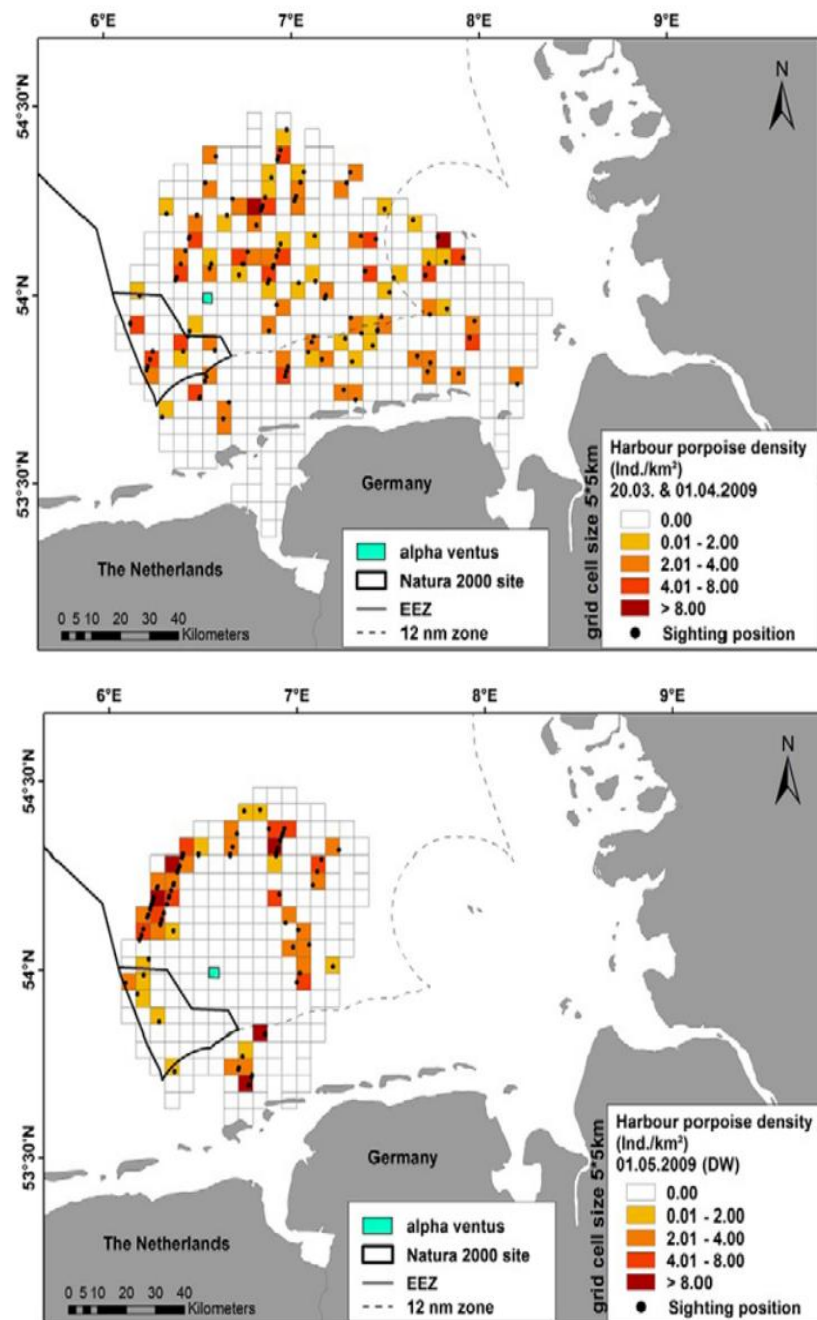 6°E 7°E 8°E 9°E
54°30'N
54°N
53°30'N
N
Germany
The Netherlands
0 5 10 20 30 40
Kilometers
alpha ventus
Natura 2000 site
EEZ
12 nm zone
grid cell size 5*5km
Harbour porpoise density
(Ind./km²)
20.03. & 01.04.2009
0.00
0.01 - 2.00
2.01 - 4.00
4.01 - 8.00
> 8.00
Sighting position
6°E 7°E 8°E 9°E
54°30'N
54°N
53°30'N
N
Germany
The Netherlands
0 5 10 20 30 40
Kilometers
alpha ventus
Natura 2000 site
EEZ
12 nm zone
grid cell size 5*5km
Harbour porpoise density
(Ind./km²)
01.05.2009 (DW)
0.00
0.01 - 2.00
2.01 - 4.00
4.01 - 8.00
> 8.00
Sighting position